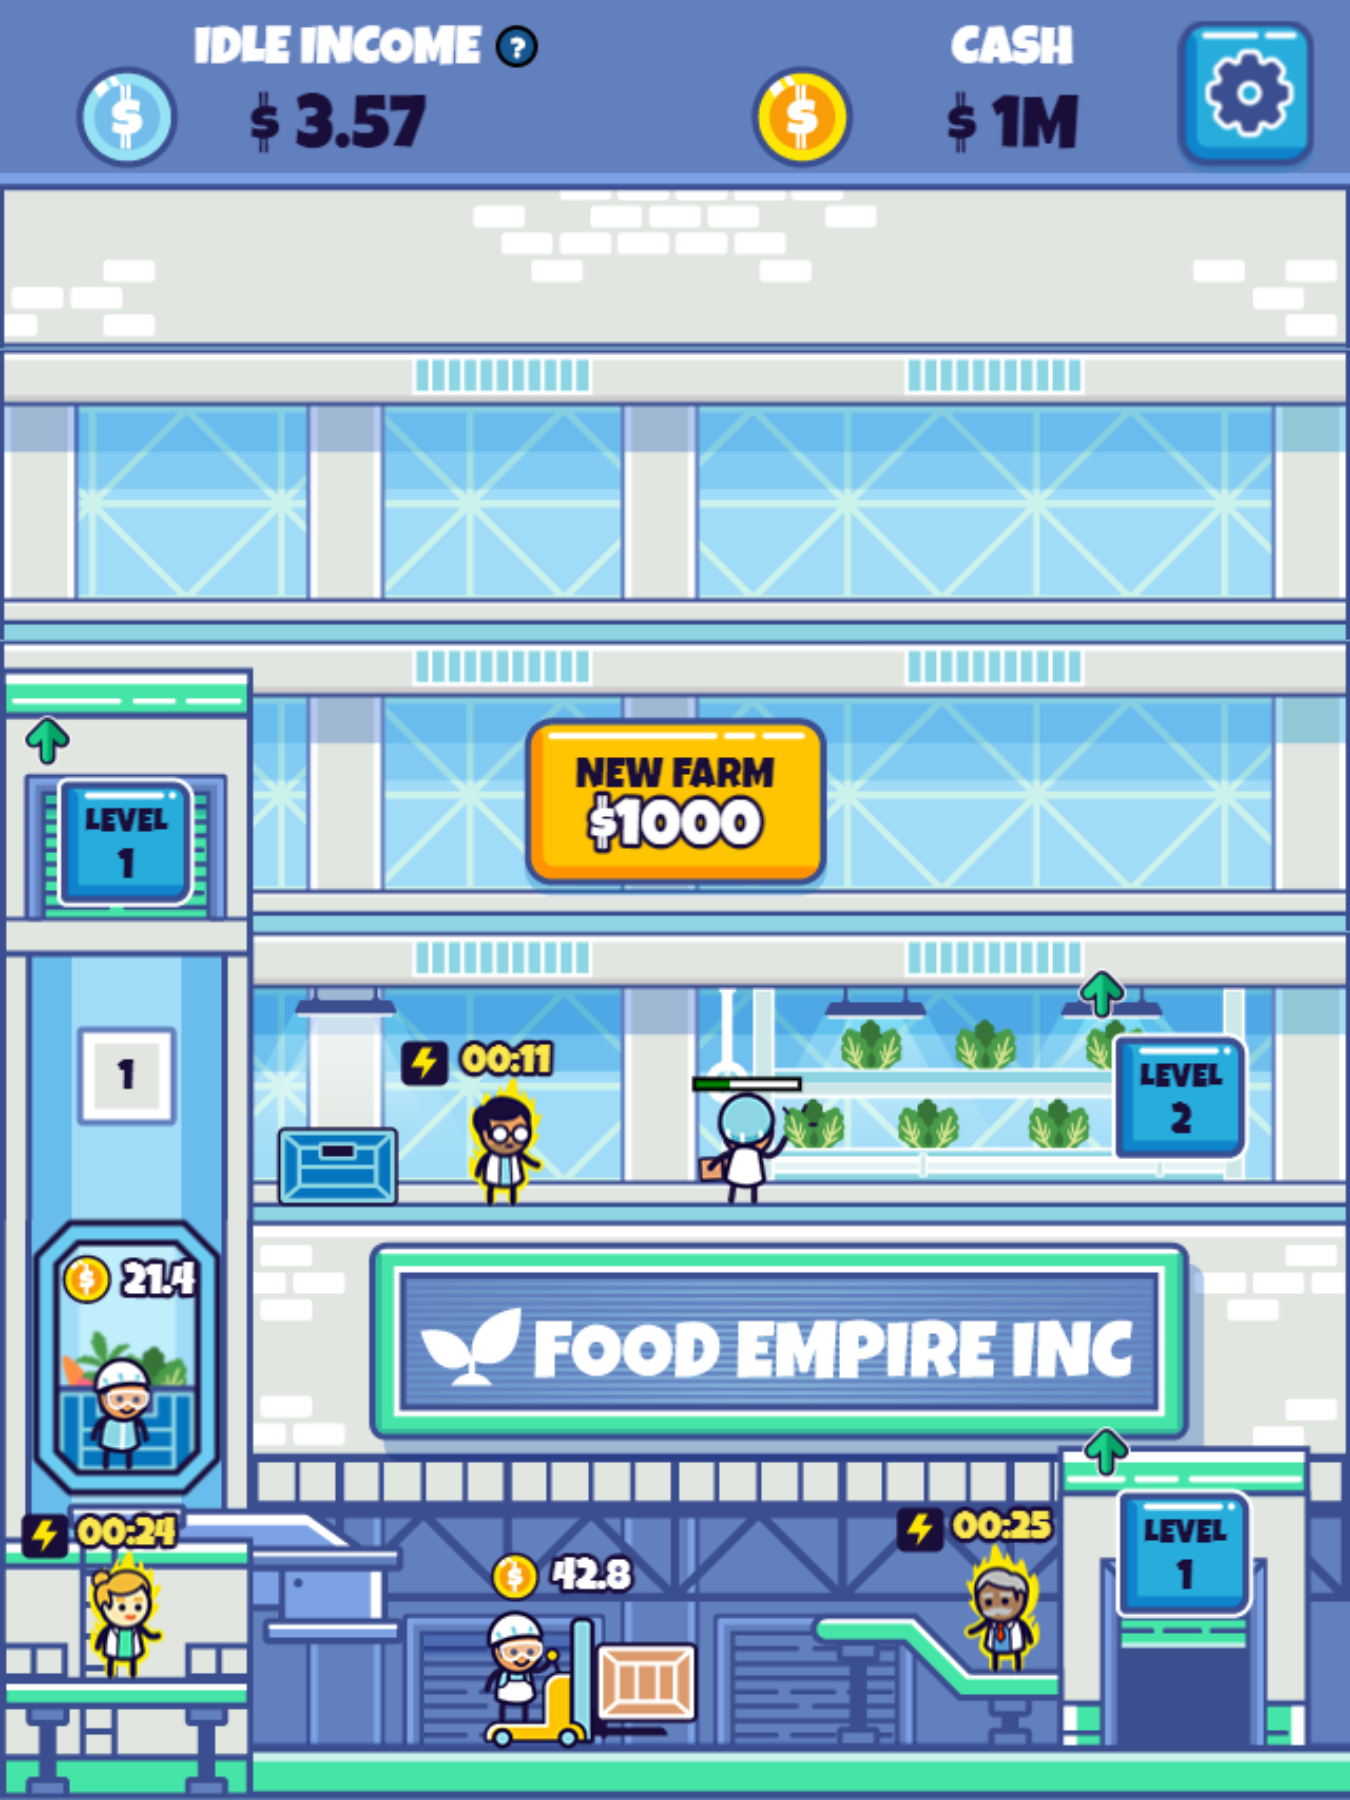 IDLE INCOME ?
CASH
$ 3.57
$ 1M
NEW FARM
$1000
LEVEL
1
00:11
LEVEL
2
1
21.4
FOOD EMPIRE INC
00:24
00:25
LEVEL
1
42.8